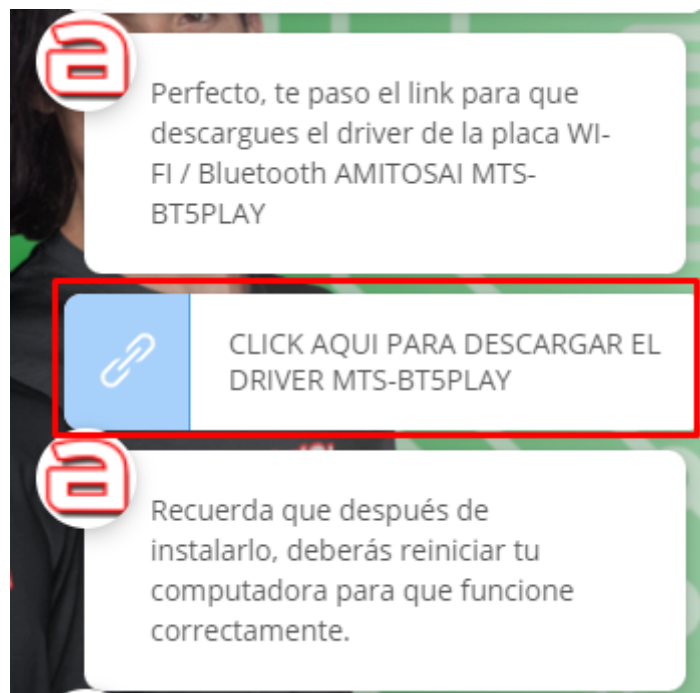 Perfecto, te paso el link para que
descargues el driver de la placa WI-
FI / Bluetooth AMITOSAI MTS-
BT5PLAY
CLICK AQUI PARA DESCARGAR EL
DRIVER MTS-BT5PLAY
Recuerda que después de
instalarlo, deberás reiniciar tu
computadora para que funcione
correctamente.